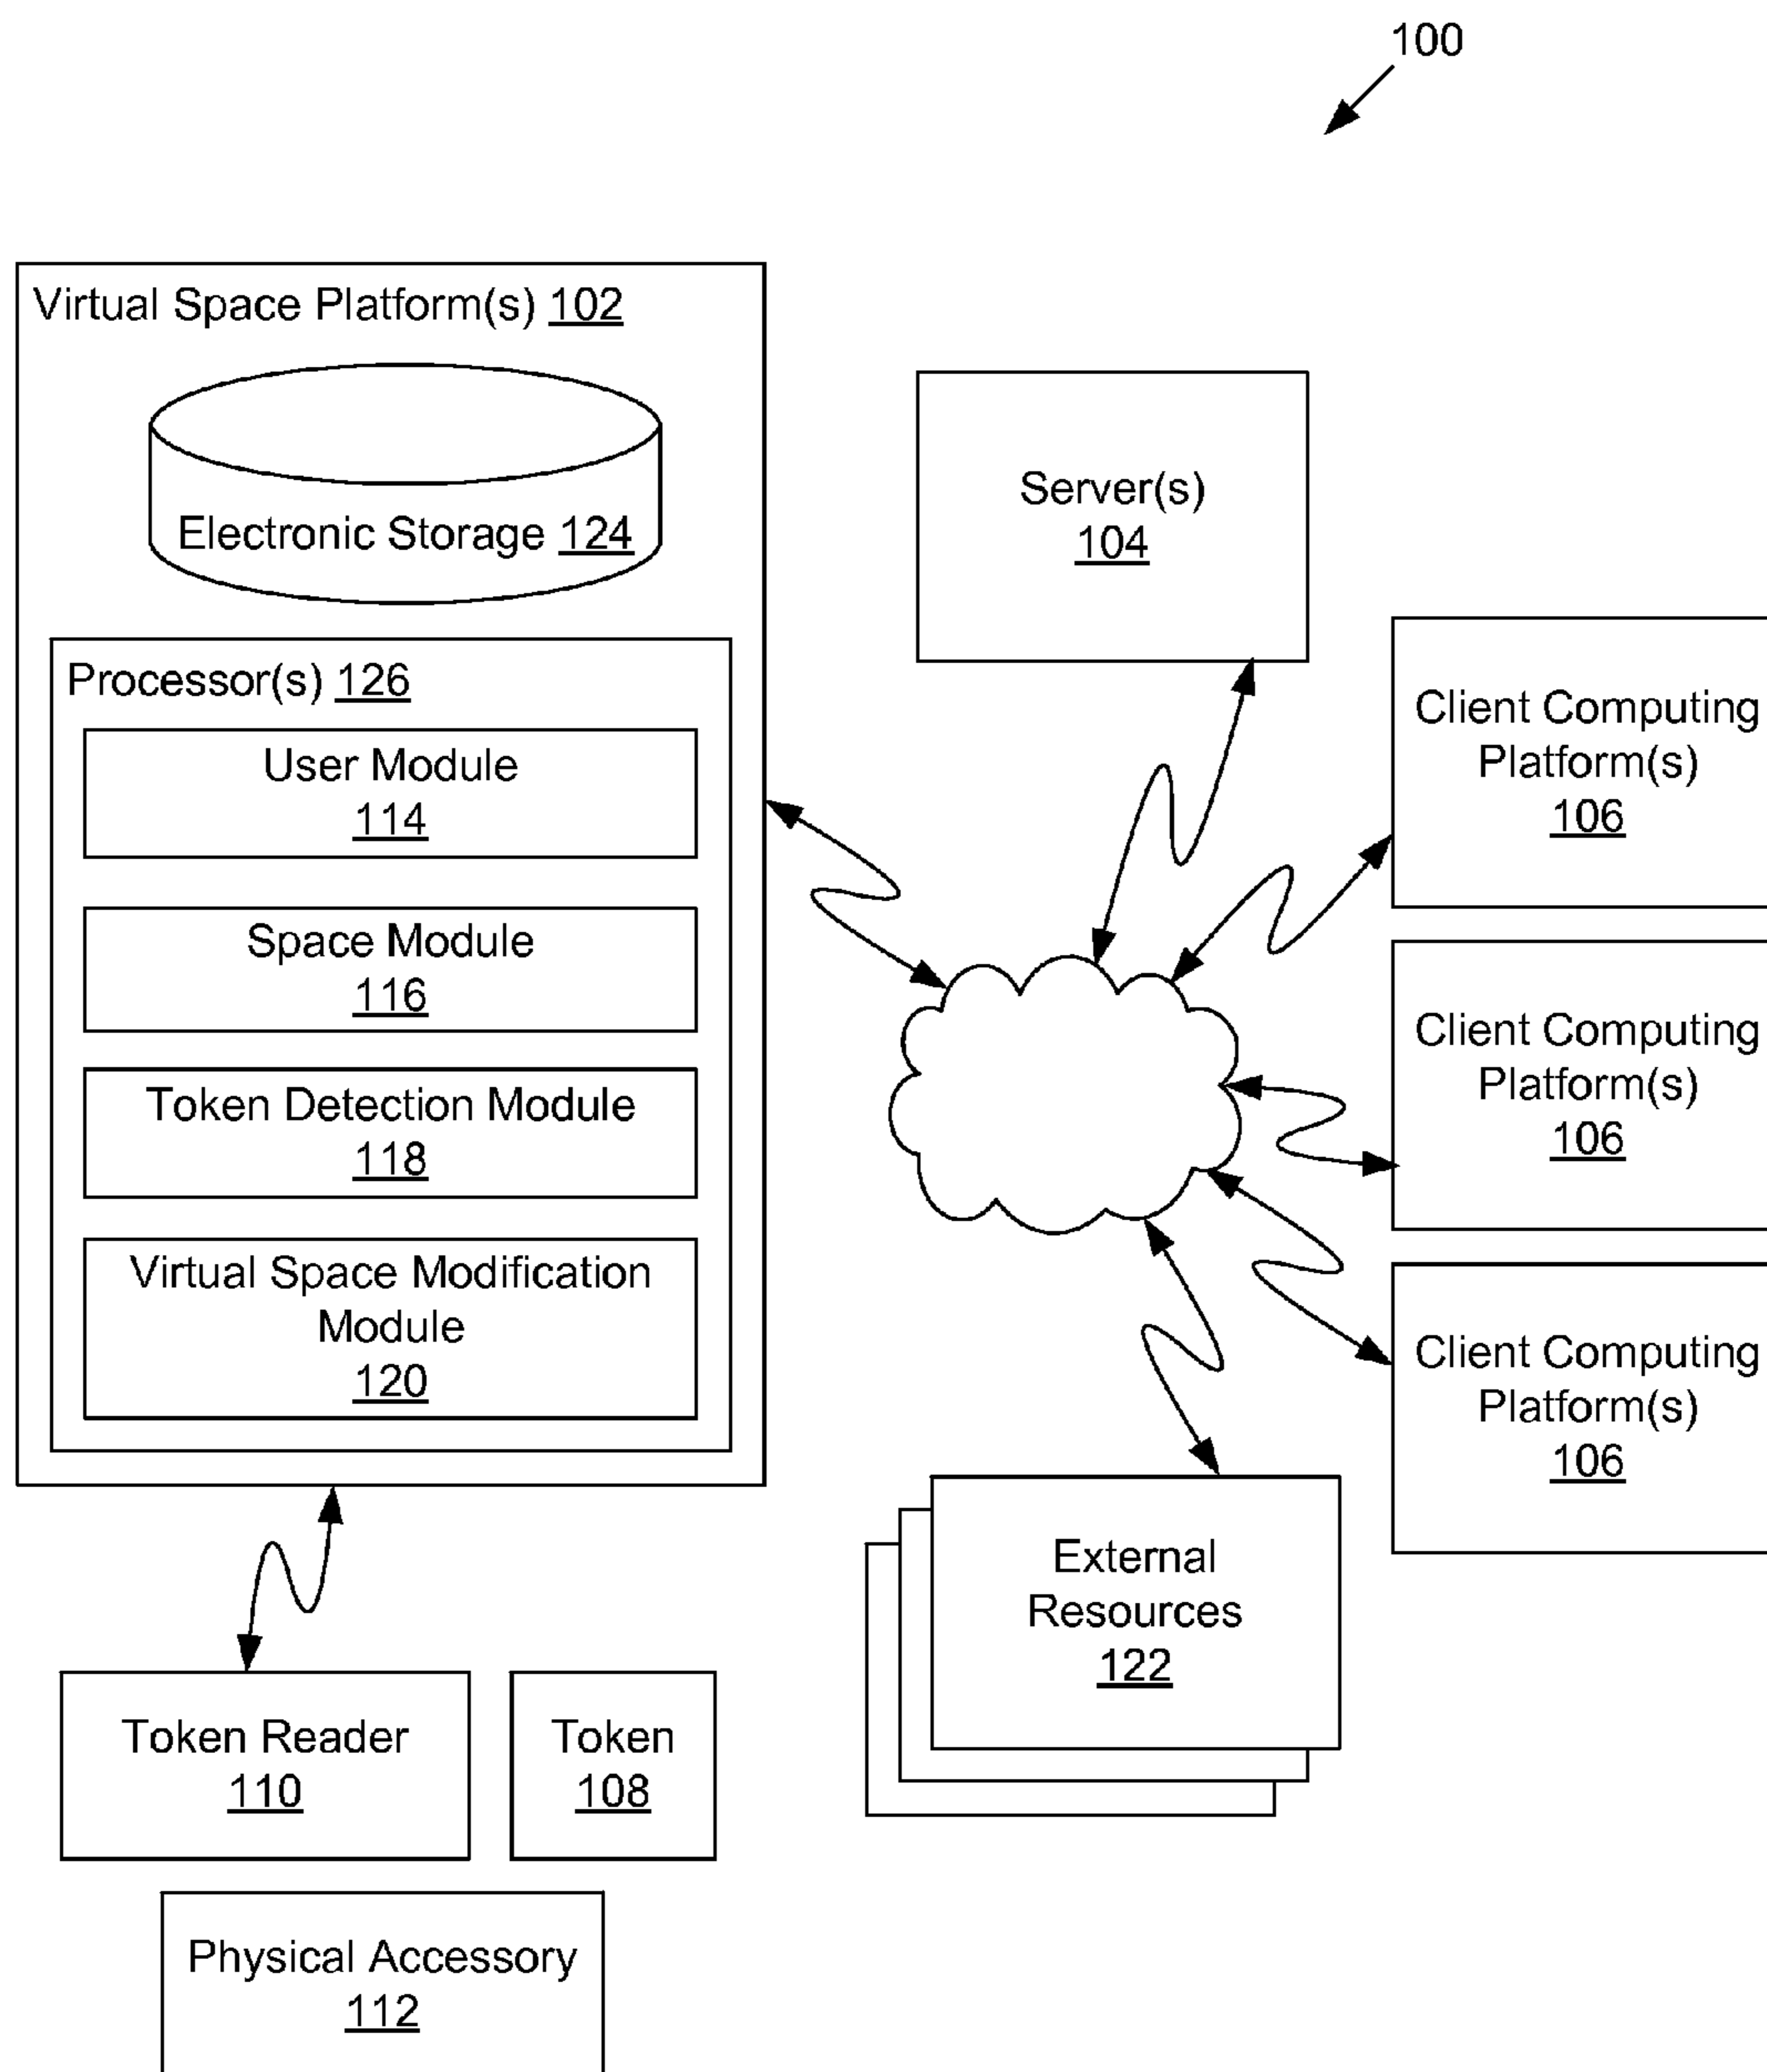 100
Virtual Space Platform(s) 102
Electronic Storage 124
Processor(s) 126
User Module
114
Space Module
116
Token Detection Module
118
Virtual Space Modification
Module
120
Server(s)
104
Client Computing
Platform(s)
106
Client Computing
Platform(s)
106
Client Computing
Platform(s)
106
External
Resources
122
Token Reader
110
Token
108
Physical Accessory
112